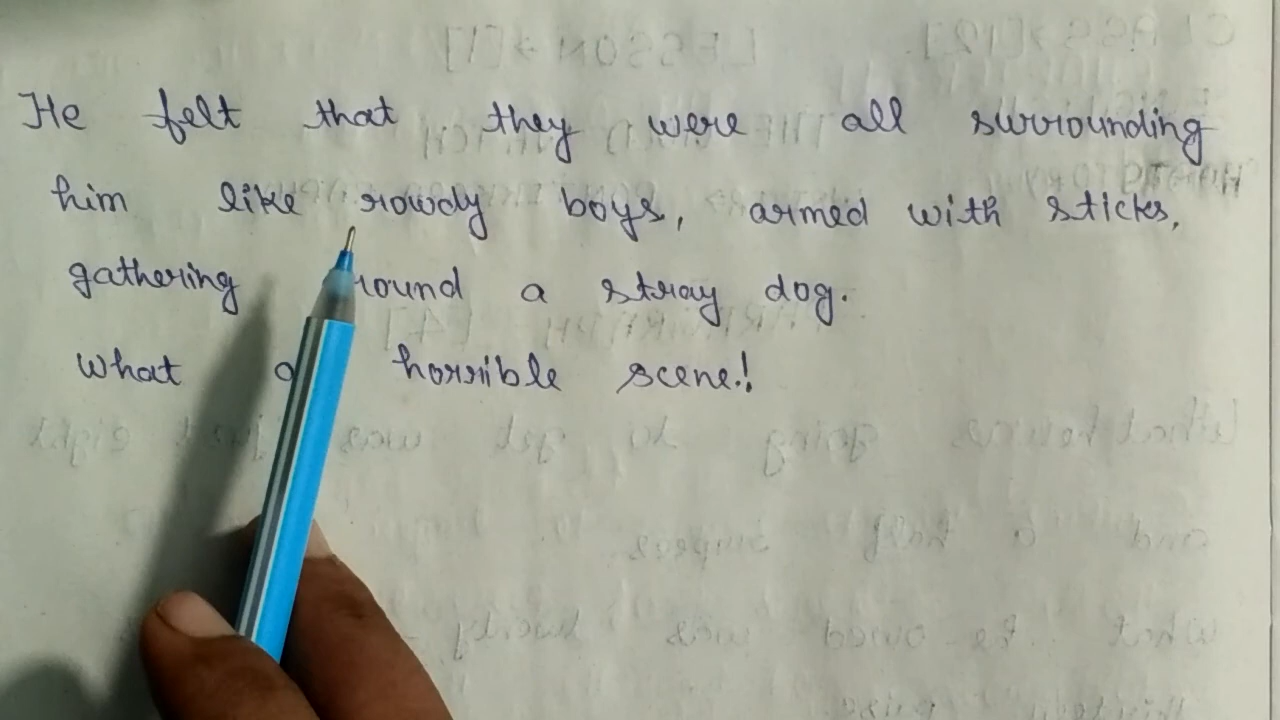 He felt that they were all surrounding
him like rowdy boys, armed with sticks,
gathering round a stray dog.
What a horrible scene!